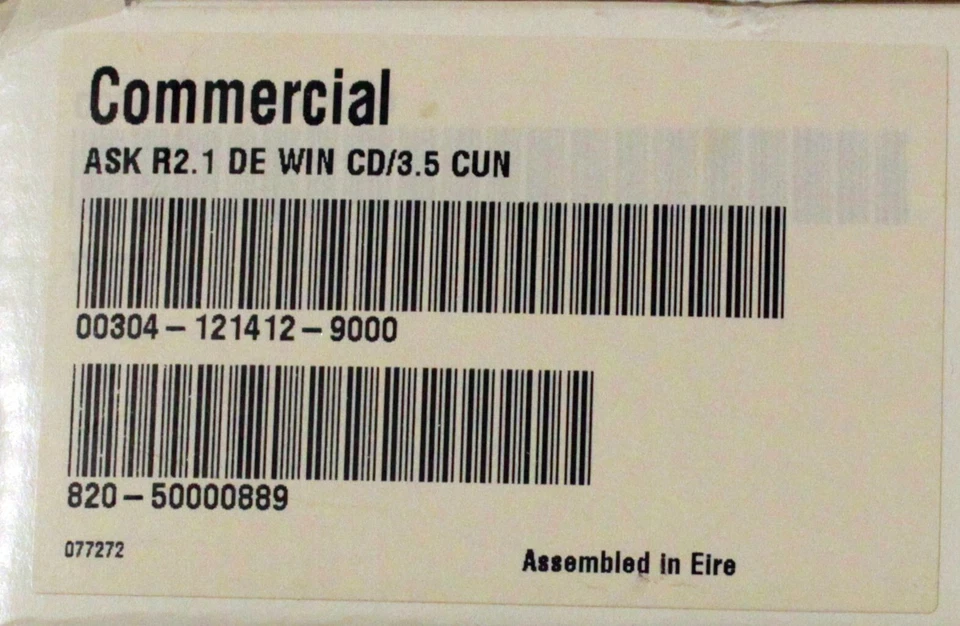 Commercial
ASK R2.1 DE WIN CD/3.5 CUN
00304-121412-9000
820-50000889
077272
Assembled in Eire